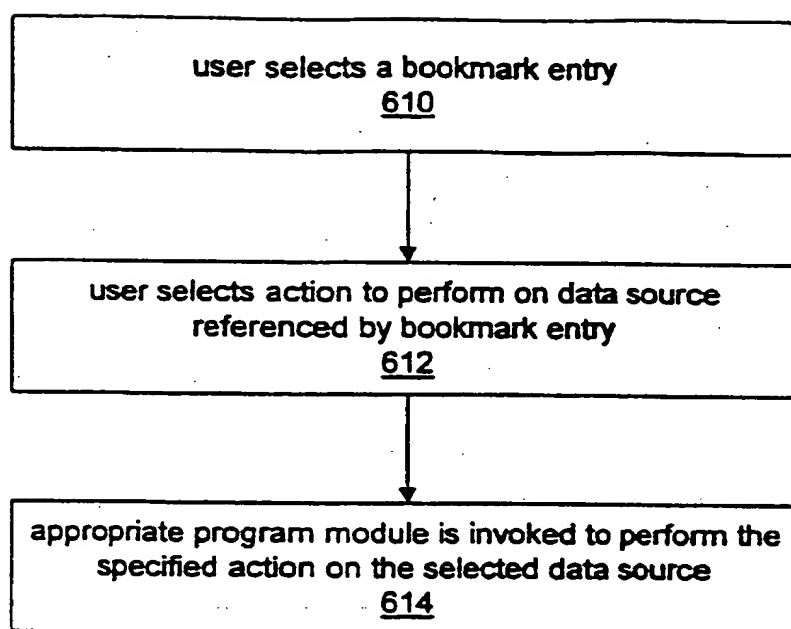 user selects a bookmark entry
610
user selects action to perform on data source
referenced by bookmark entry
612
appropriate program module is invoked to perform the
specified action on the selected data source
614